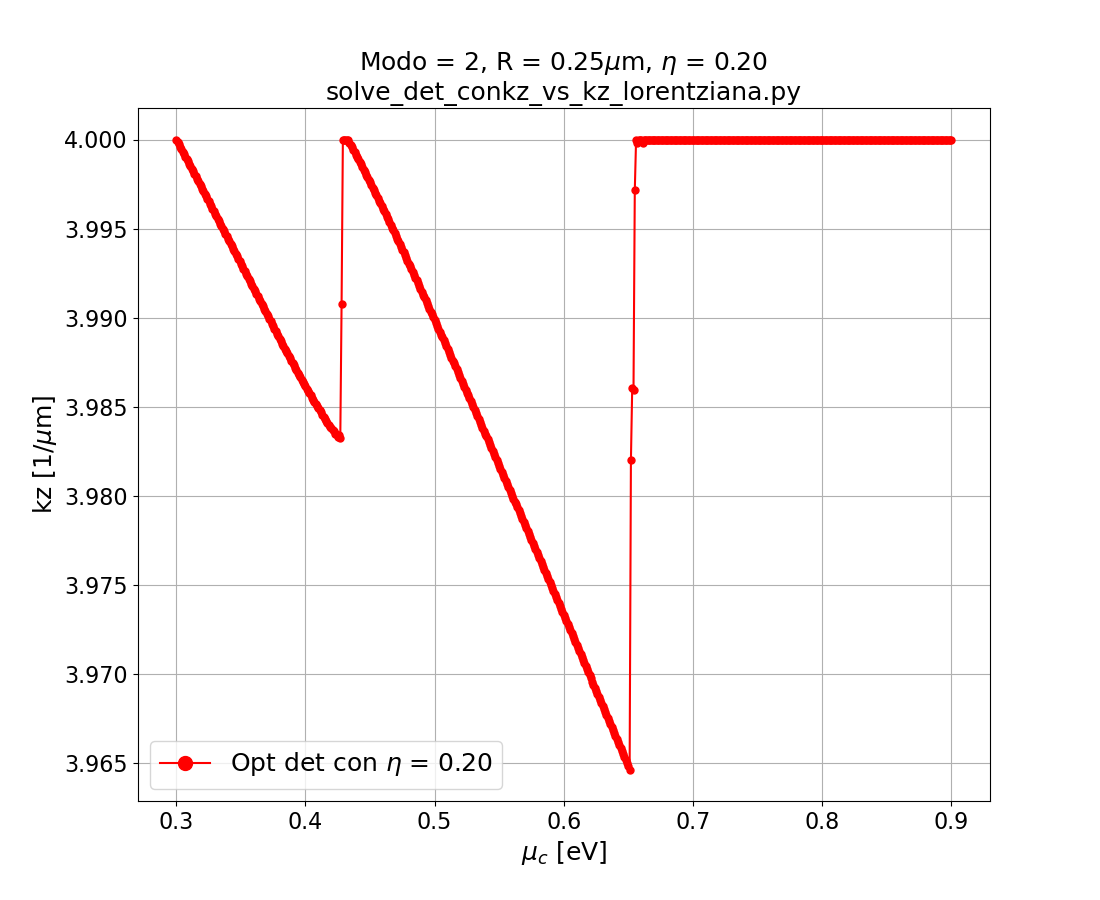 Modo = 2, R = 0.25μm, η = 0.20
solve_det_conkz_vs_kz_lorentziana.py
4.000
3.995
3.990
3.985
3.980
3.975
3.970
3.965
kz [1/μm]
Opt det con η = 0.20
0.3 0.4 0.5 0.6 0.7 0.8 0.9
μc [eV]